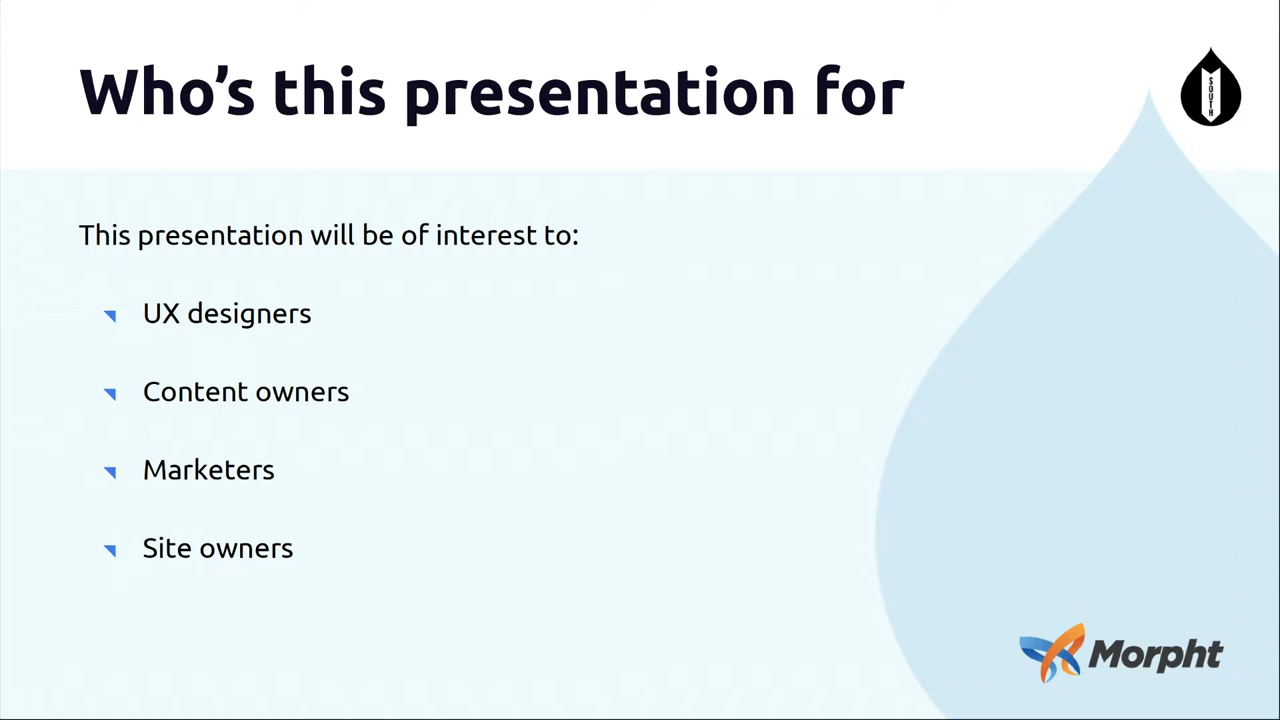 Who’s this presentation for
SOUTH
This presentation will be of interest to:
UX designers
Content owners
Marketers
Site owners
Morpht